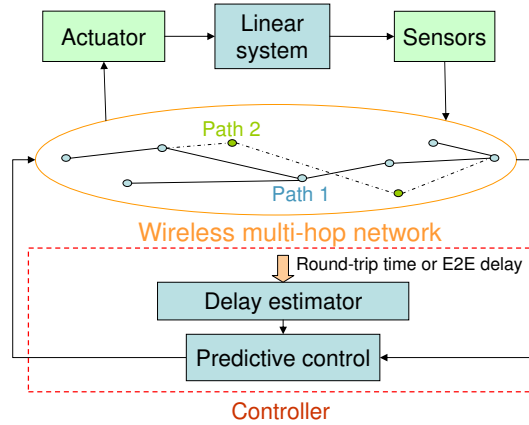 Actuator
Linear
system
Sensors
Path 2
Path 1
Wireless multi-hop network
Round-trip time or E2E delay
Delay estimator
Predictive control
Controller